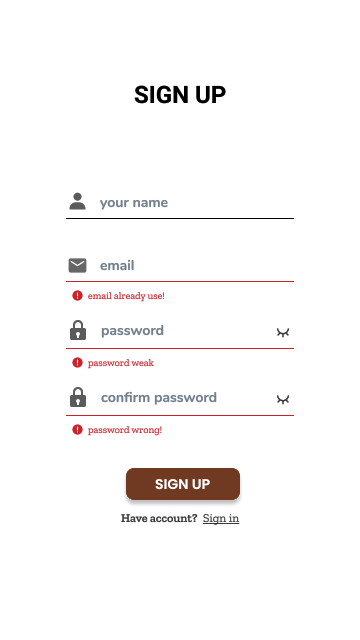 SIGN UP
your name
email
email already use!
password
password weak
confirm password
password wrong!
SIGN UP
Have account? Sign in